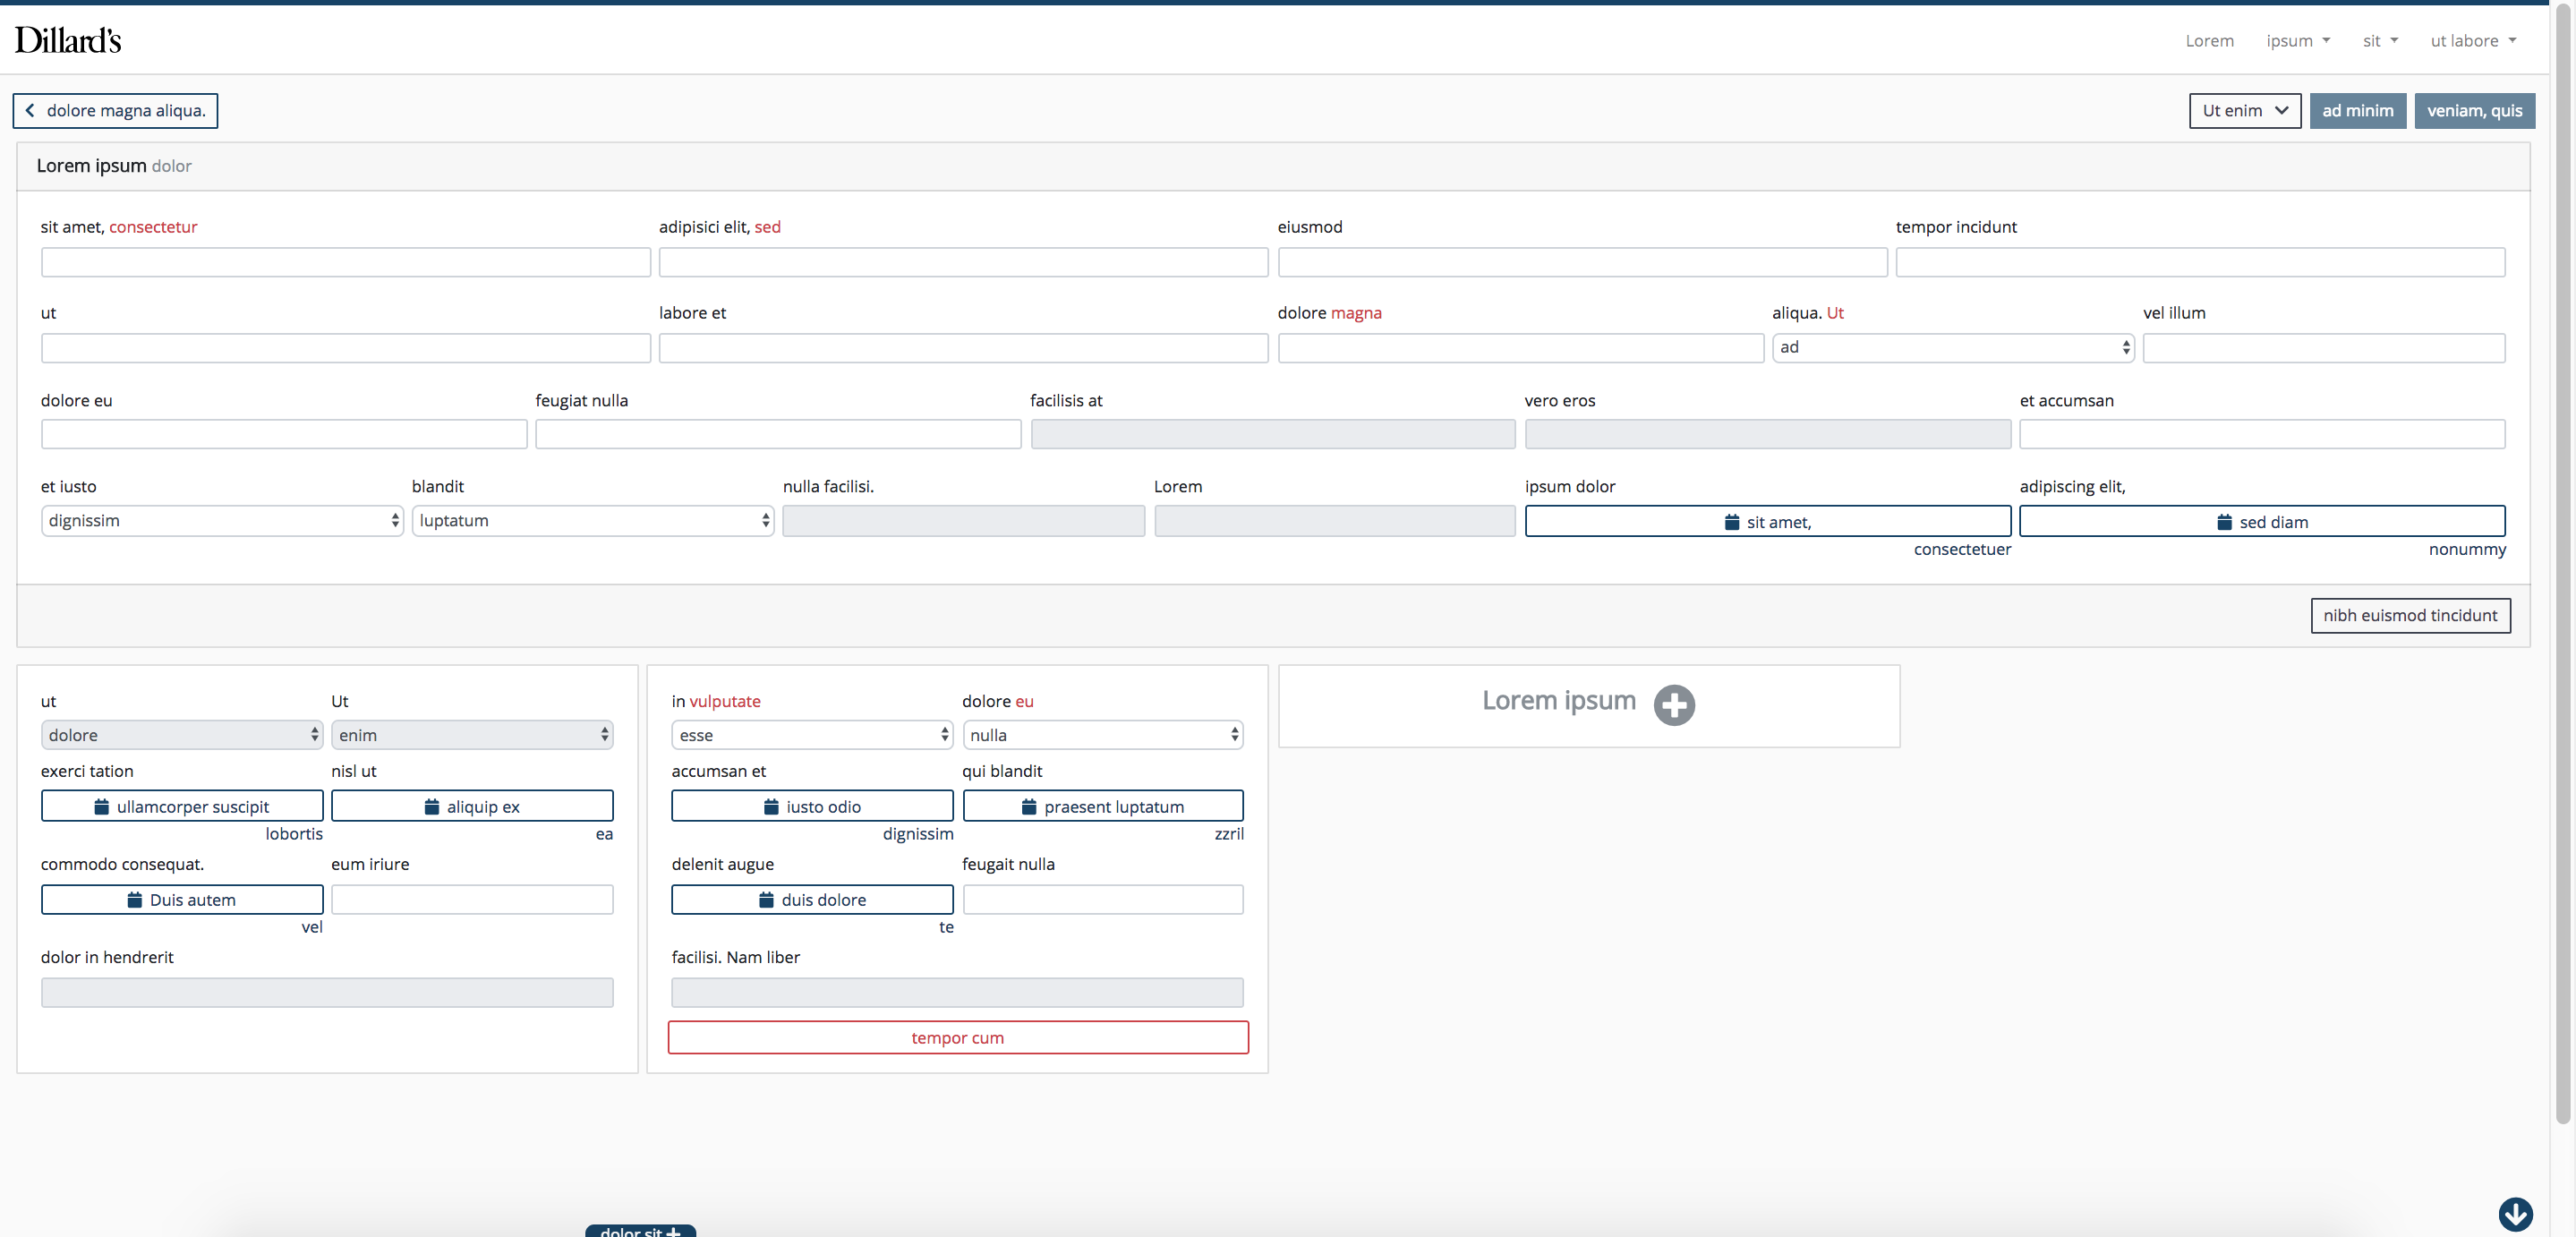 Dillard's
Lorem ipsum sit ut labore
dolore magna aliqua. Ut enim ad minim veniam, quis
Lorem ipsum dolor
sit amet, consectetur adipisici elit, sed eiusmod tempor incidunt
ut labore et dolore magna aliqua. Ut vel illum
ad
dolore eu feugiat nulla facilisis at vero eros et accumsan
et iusto blandit nulla facilisi. Lorem ipsum dolor adipiscing elit,
dignissim luptatum sit amet, sed diam
consectetuer nonummy
nibh euismod tincidunt
ut Ut
dolore enim
exerci tation nisl ut
ullamcorper suscipit aliquip ex
lobortis ea
commodo consequat. eum iriure
Duis autem
vel
dolor in hendrerit
in vulputate dolore eu
esse nulla
accumsan et qui blandit
iusto odio praesent luptatum
dignissim zzril
delenit augue feugait nulla
duis dolore
te
facilisi. Nam liber
tempor cum
Lorem ipsum
dolor sit